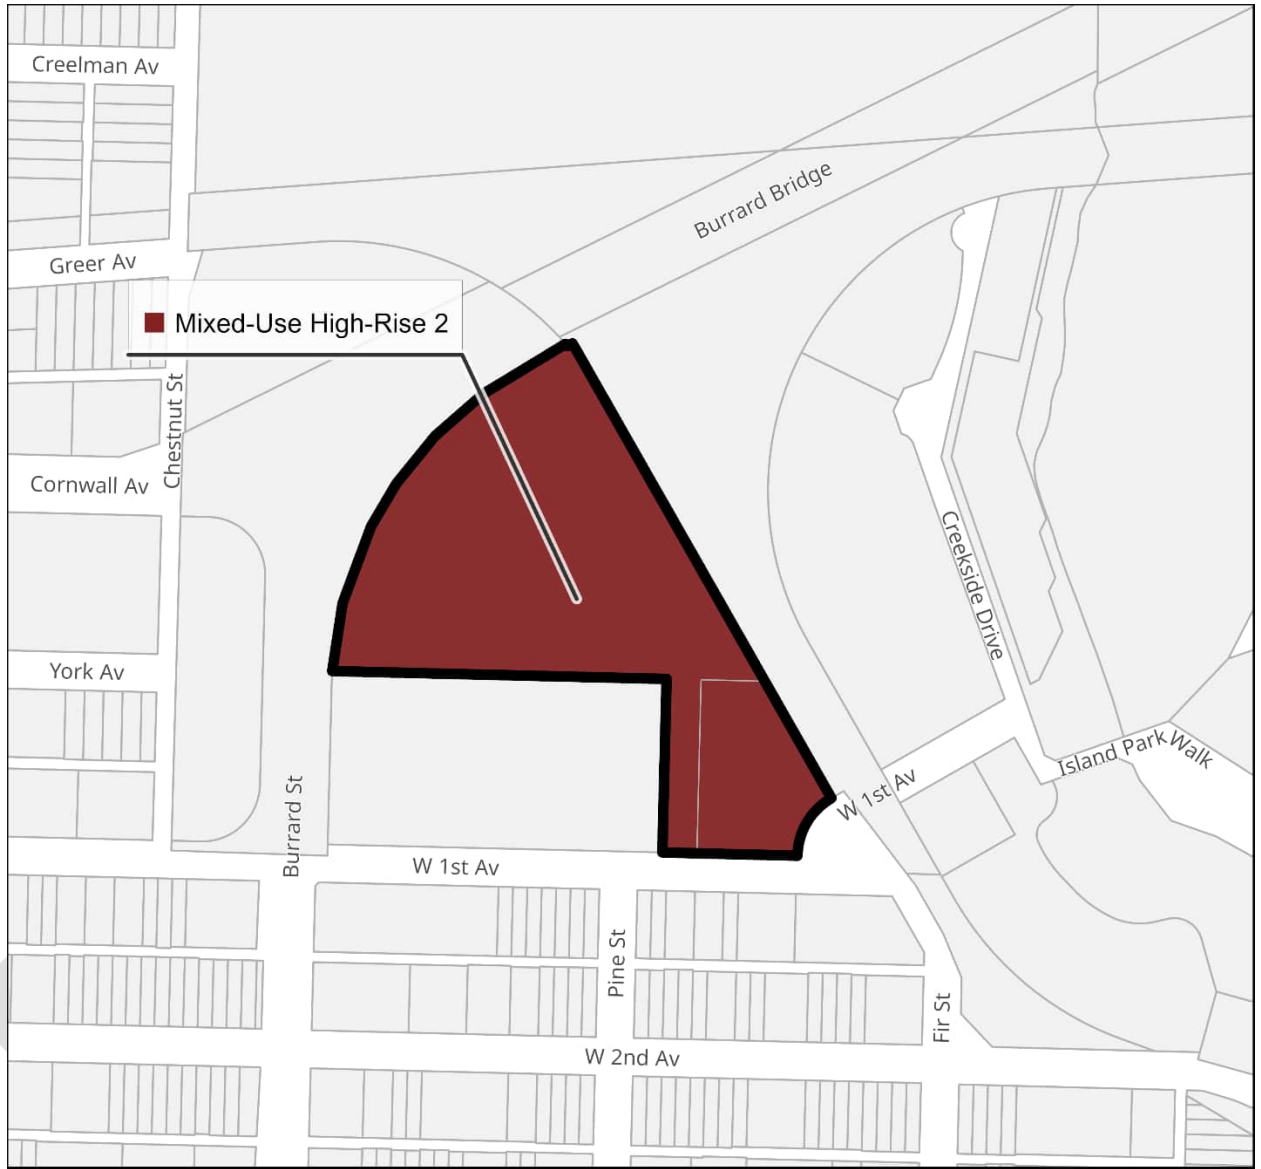 Creelman Av
Burrard Bridge
Greer Av
Mixed-Use High-Rise 2
Chestnut St
Cornwall Av
Creekside Drive
York Av
Island Park Walk
W 1st Av
Burrard St
W 1st Av
Pine St
Fir St
W 2nd Av